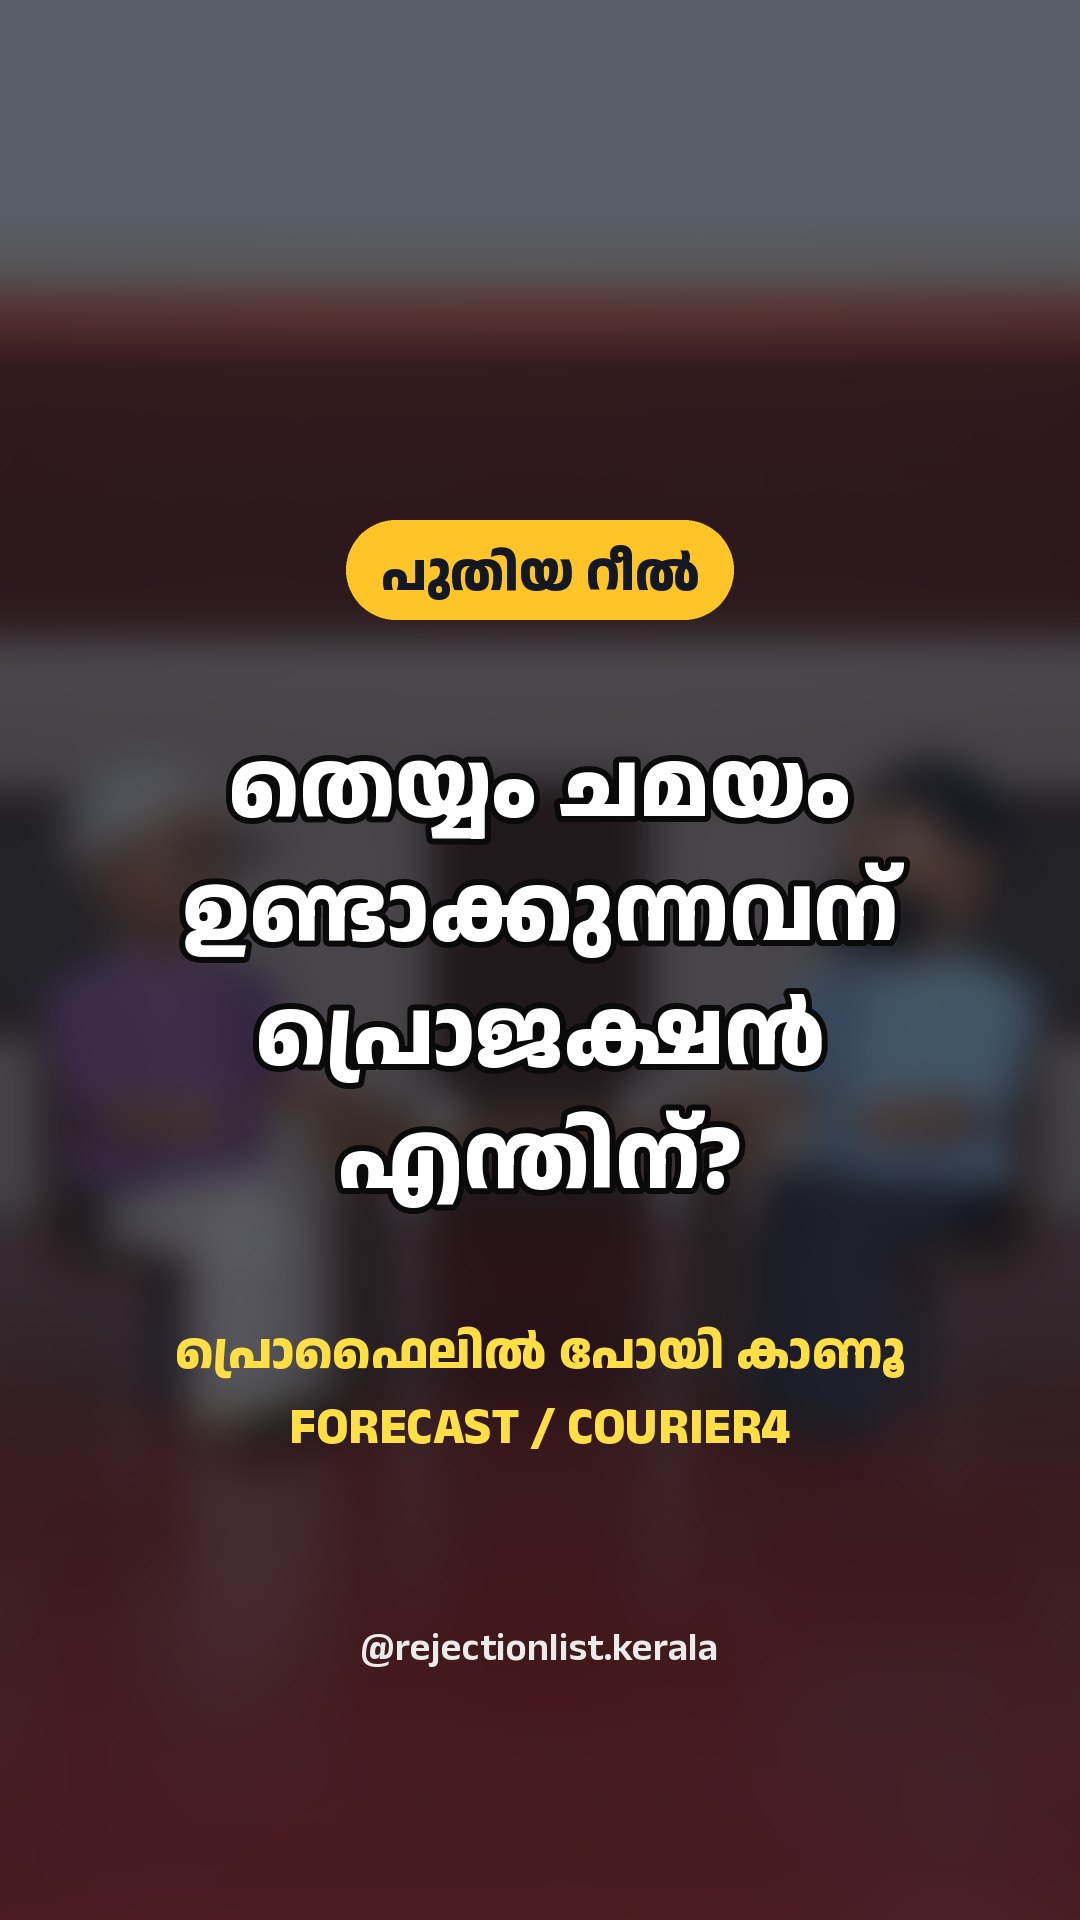 പുതിയ റീൽ
തെയ്യം ചമയം
ഉണ്ടാക്കുന്നവന്
പ്രൊജക്ഷൻ
എന്തിന്?
പ്രൊഫൈലിൽ പോയി കാണൂ
FORECAST / COURIER4
@rejectionlist.kerala